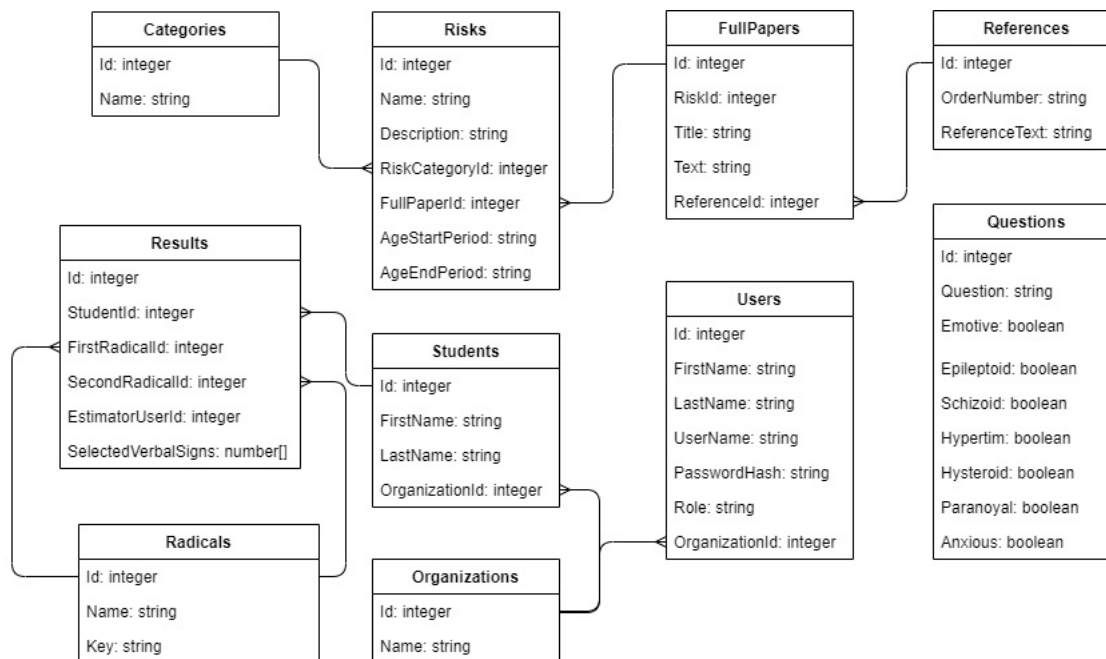 Categories
Id: integer
Name: string
Risks
Id: integer
Name: string
Description: string
RiskCategoryId: integer
FullPaperId: integer
AgeStartPeriod: string
AgeEndPeriod: string
FullPapers
Id: integer
RiskId: integer
Title: string
Text: string
ReferenceId: integer
References
Id: integer
OrderNumber: string
ReferenceText: string
Results
Id: integer
StudentId: integer
FirstRadicalId: integer
SecondRadicalId: integer
EstimatorUserId: integer
SelectedVerbalSigns: number[]
Students
Id: integer
FirstName: string
LastName: string
OrganizationId: integer
Users
Id: integer
FirstName: string
LastName: string
UserName: string
PasswordHash: string
Role: string
OrganizationId: integer
Questions
Id: integer
Question: string
Emotive: boolean
Epileptoid: boolean
Schizoid: boolean
Hypertim: boolean
Hysteroid: boolean
Paranoyal: boolean
Anxious: boolean
Radicals
Id: integer
Name: string
Key: string
Organizations
Id: integer
Name: string